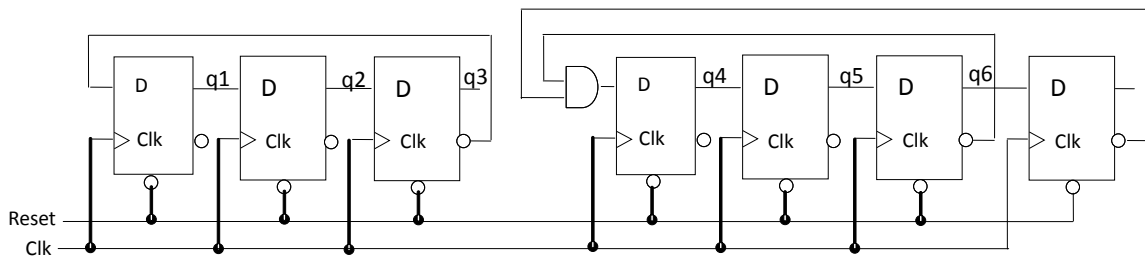 D q1 D q2 D q3 D q4 D q5 D q6 D
Clk Clk Clk Clk Clk Clk Clk
Reset
Clk